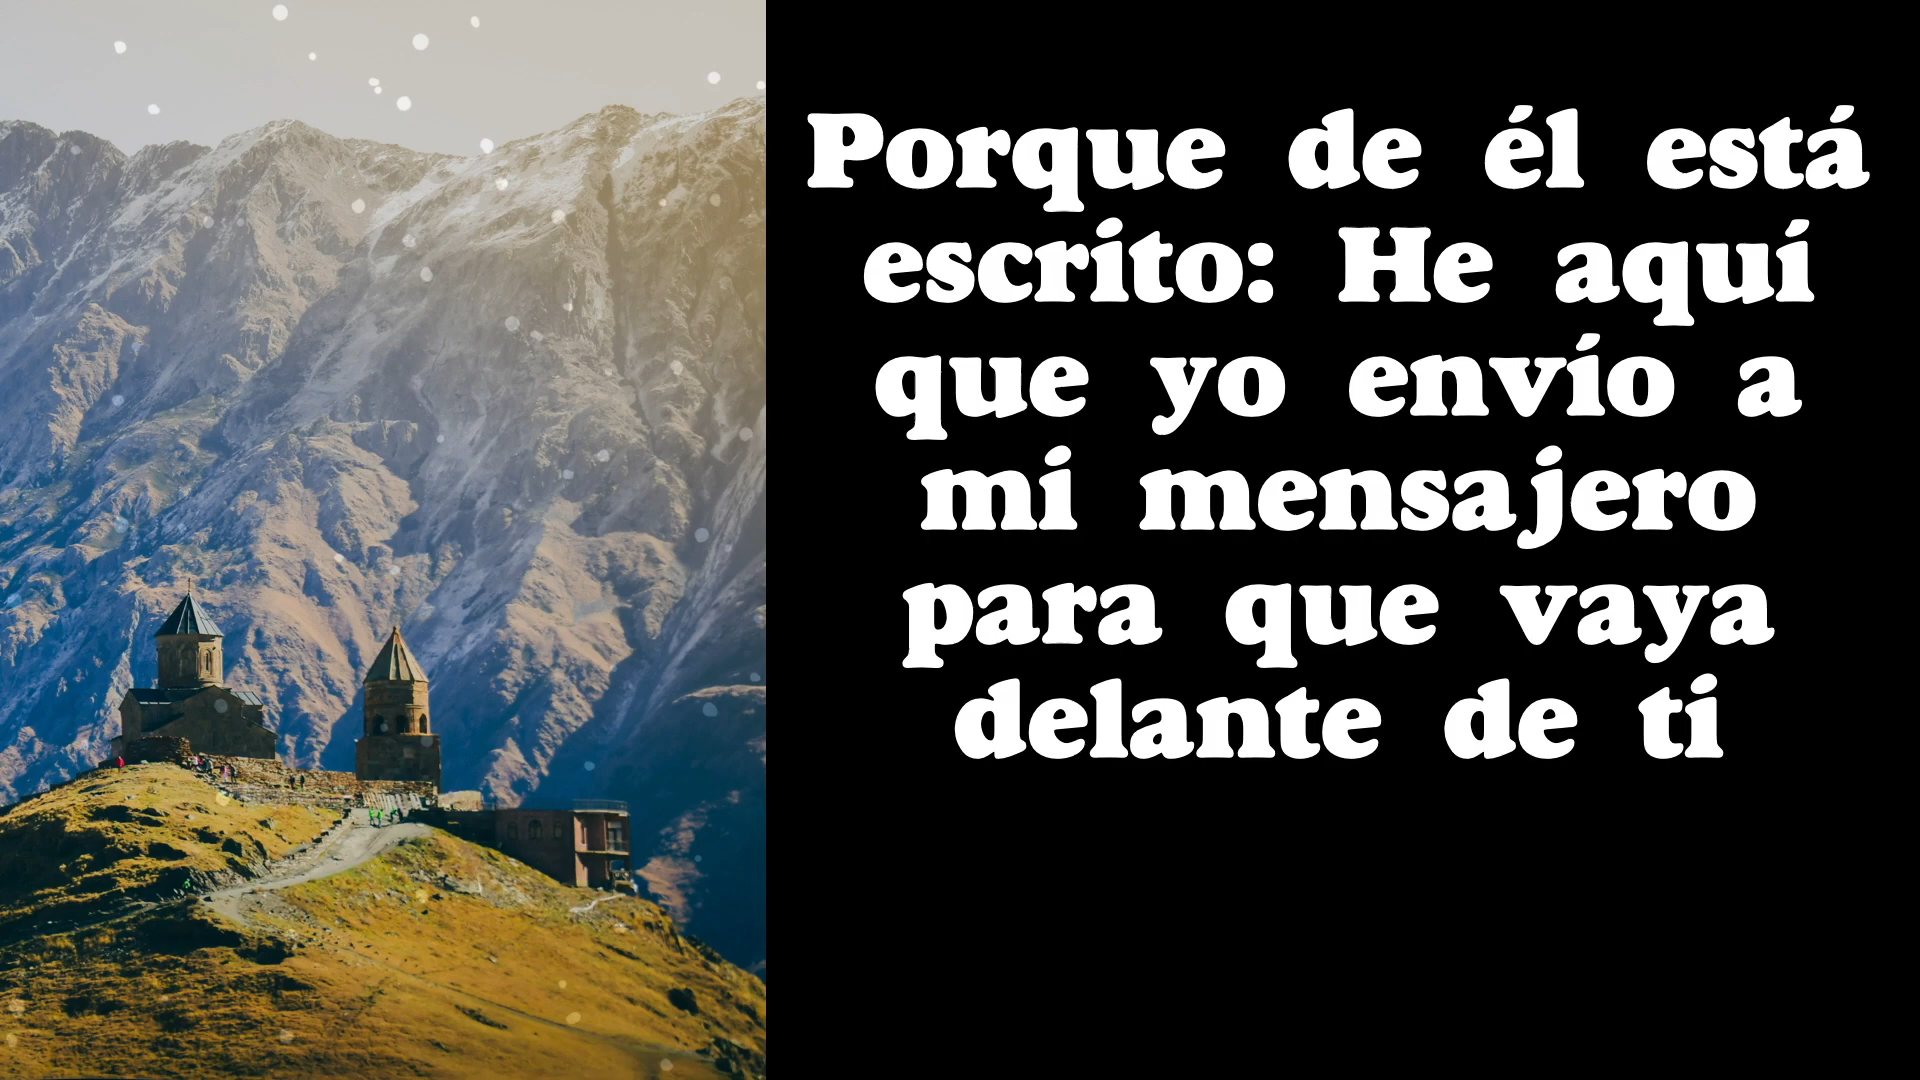 Porque de él está
escrito: He aquí
que yo envío a
mi mensajero
para que vaya
delante de ti